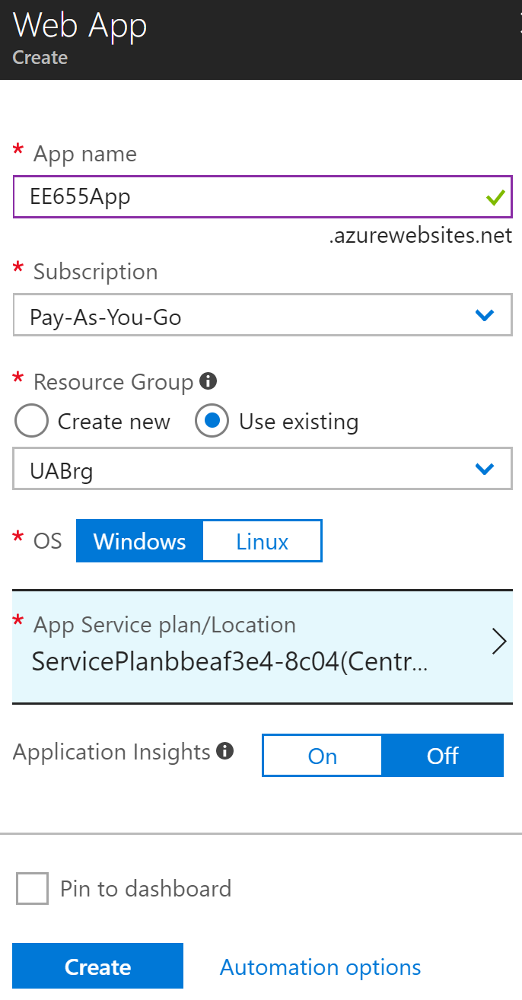 Web App
Create
* App name
EE655App
.azurewebsites.net
* Subscription
Pay-As-You-Go
* Resource Group
Create new Use existing
UABrg
* OS Windows Linux
* App Service plan/Location
ServicePlanbbeaf3e4-8c04(Centr...
Application Insights On Off
Pin to dashboard
Create Automation options